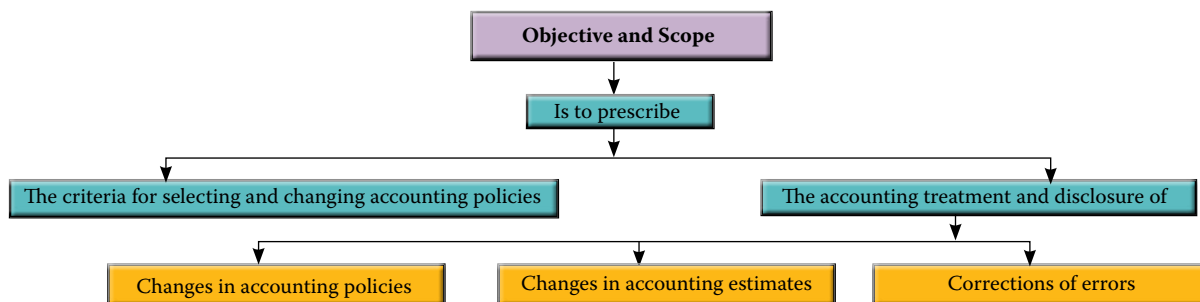 Objective and Scope
Is to prescribe
The criteria for selecting and changing accounting policies
The accounting treatment and disclosure of
Changes in accounting policies
Changes in accounting estimates
Corrections of errors